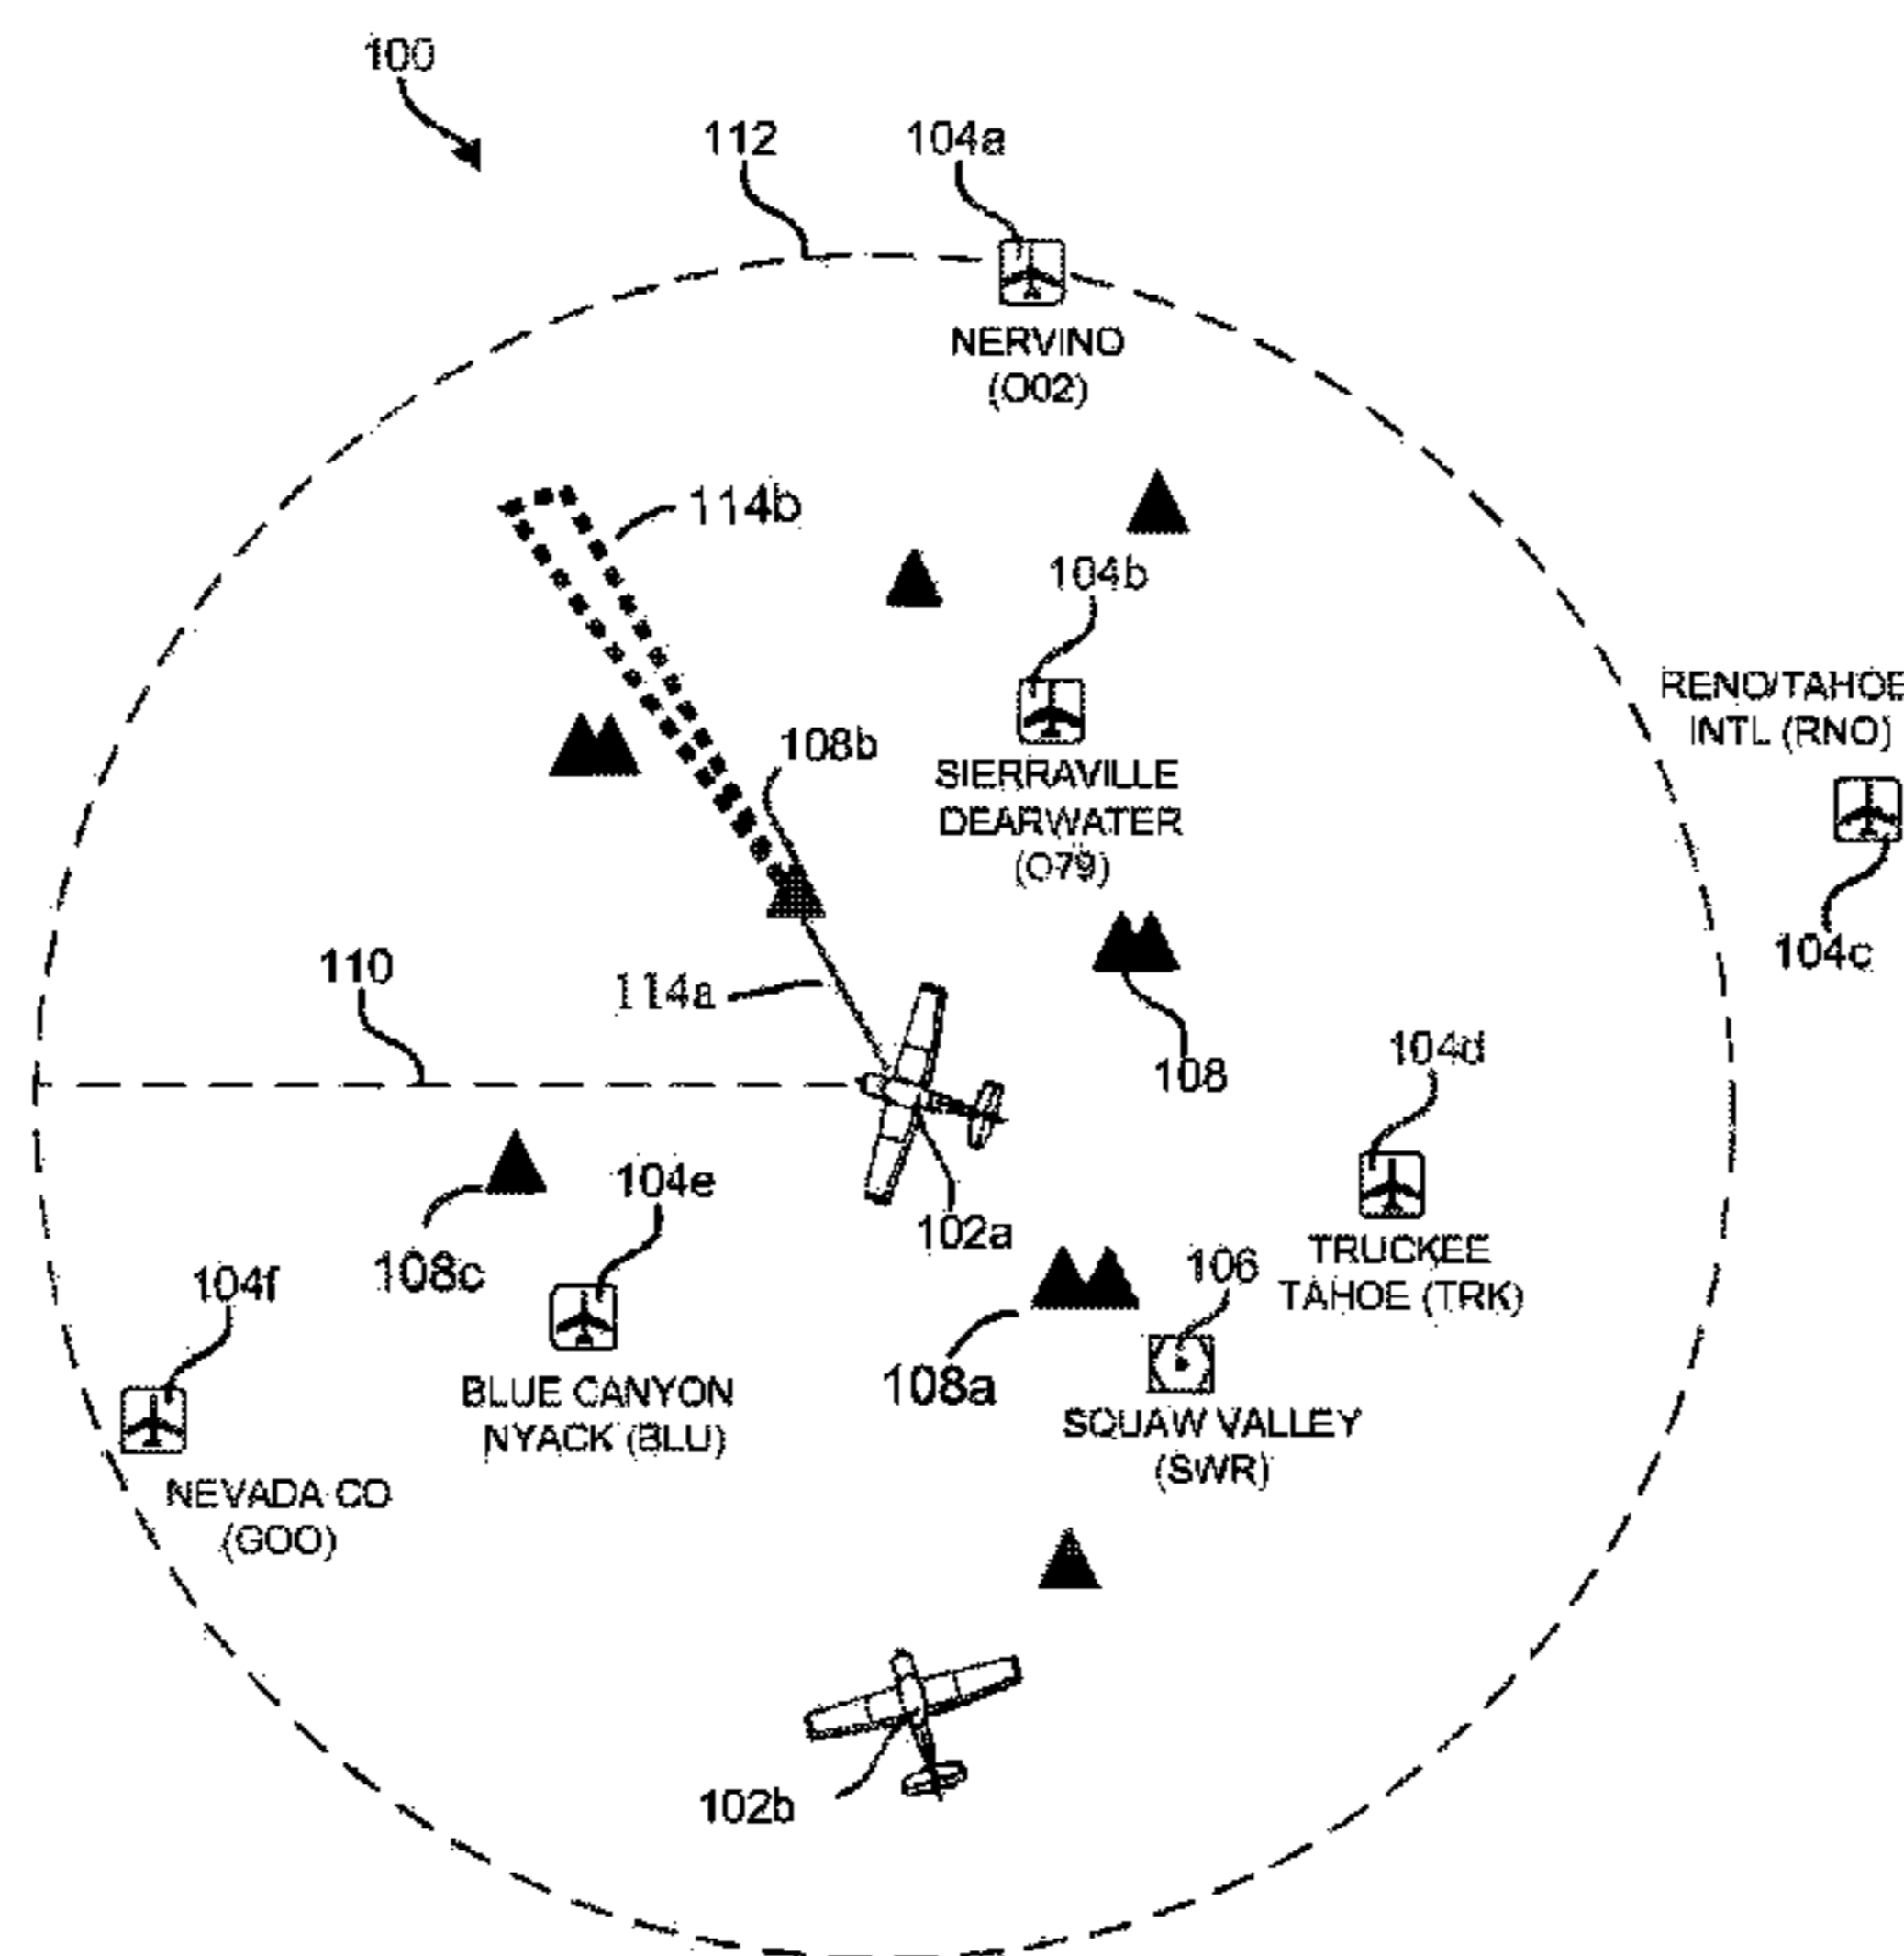 100
112
104a
NERVINO
(O02)
114b
104b
RENO/TAHOE
INTL (RNO)
108b
SIERRAVILLE
DEARWATER
(O79)
104c
110
114a
108
104d
104e
102a
108c
104f
106
TRUCKEE
TAHOE (TRK)
108a
BLUE CANYON
NYACK (BLU)
SQUAW VALLEY
(SWR)
NEVADA CO
(GOO)
102b